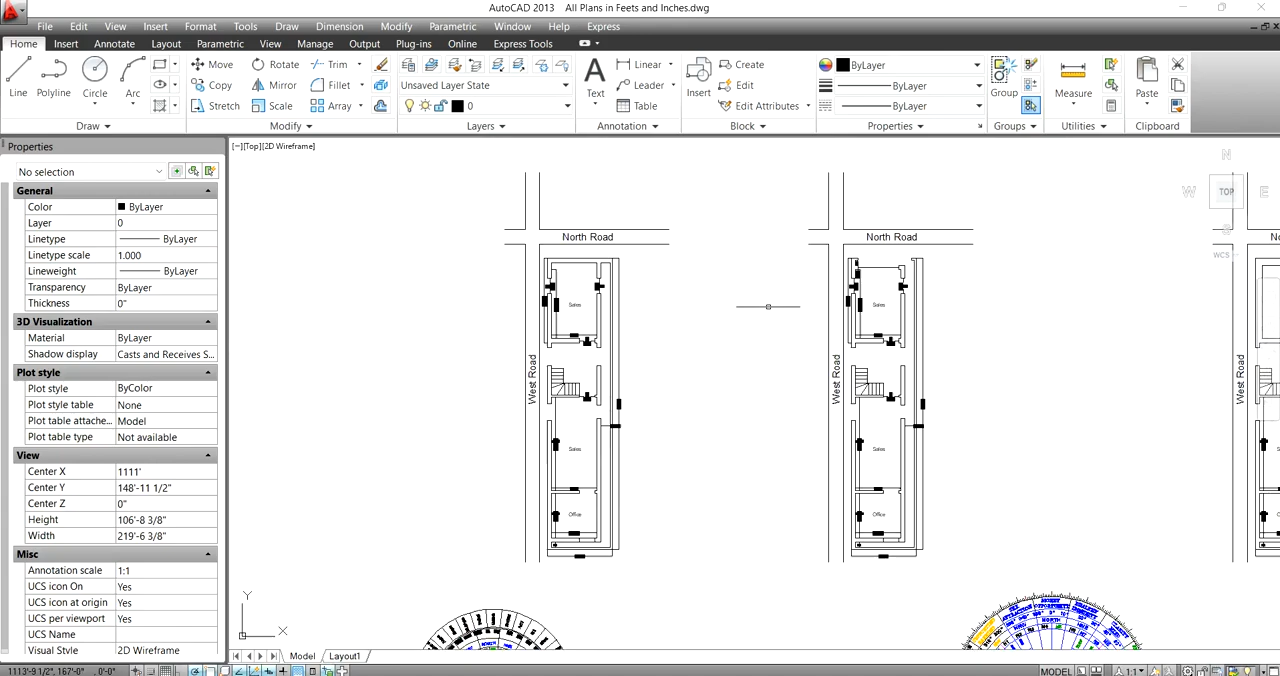 AutoCAD 2013 All Plans in Feets and Inches.dwg
File Edit View Insert Format Tools Draw Dimension Modify Parametric Window Help Express
Home Insert Annotate Layout Parametric View Manage Output Plug-ins Online Express Tools
Line Polyline Circle Arc
Move Rotate Trim
Copy Mirror Fillet
Stretch Scale Array
Unsaved Layer State
0
Text
Linear
Leader
Table
Insert
Create
Edit
Edit Attributes
ByLayer
ByLayer
ByLayer
Group
Measure
Paste
Draw Modify Layers Annotation Block Properties Groups Utilities Clipboard
Properties
No selection
General
Color ByLayer
Layer 0
Linetype ByLayer
Linetype scale 1.000
Lineweight ByLayer
Transparency ByLayer
Thickness 0"
3D Visualization
Material ByLayer
Shadow display Casts and Receives S...
Plot style
Plot style ByColor
Plot style table None
Plot table attache... Model
Plot table type Not available
View
Center X 1111'
Center Y 148'-11 1/2"
Center Z 0"
Height 106'-8 3/8"
Width 219'-6 3/8"
Misc
Annotation scale 1:1
UCS icon On Yes
UCS icon at origin Yes
UCS per viewport Yes
UCS Name
Visual Style 2D Wireframe
[−][Top][2D Wireframe]
N
W TOP E
S
WCS
North Road
West Road
Sales
Sales
Office
North Road
West Road
Sales
Sales
Office
No
West Road
Y
X
NORTH
Model Layout1
1113'-9 1/2", 167'-0" , 0'-0"
MODEL
1:1